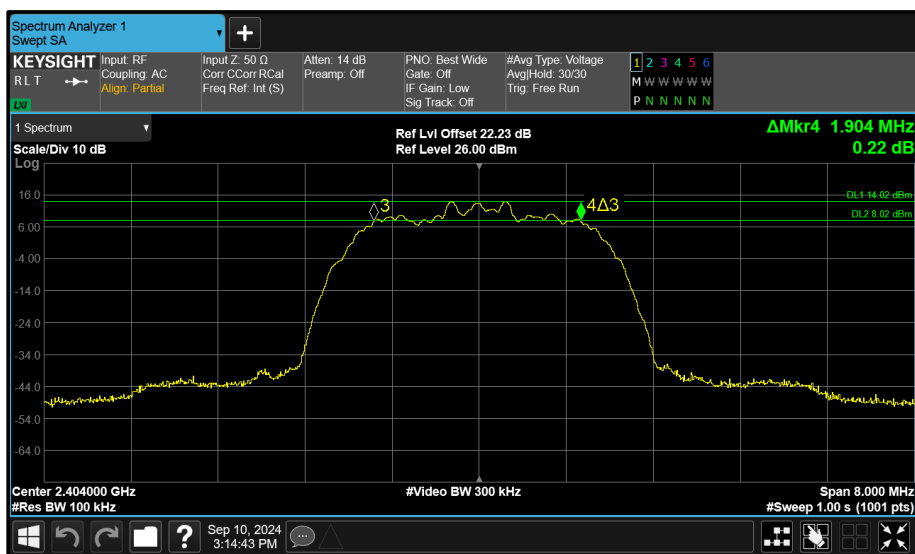 Spectrum Analyzer 1
Swept SA
+
KEYSIGHT
R L T
LXI
Input: RF
Coupling: AC
Align: Partial
Input Z: 50 Ω
Corr CCorr RCal
Freq Ref: Int (S)
Atten: 14 dB
Preamp: Off
PNO: Best Wide
Gate: Off
IF Gain: Low
Sig Track: Off
#Avg Type: Voltage
Avg|Hold: 30/30
Trig: Free Run
1 2 3 4 5 6
M W W W W W
P N N N N N
1 Spectrum
Scale/Div 10 dB
Log
Ref Lvl Offset 22.23 dB
Ref Level 26.00 dBm
ΔMkr4 1.904 MHz
0.22 dB
16.0
DL1 14.02 dBm
3
4Δ3
DL2 8.02 dBm
6.00
-4.00
-14.0
-24.0
-34.0
-44.0
-54.0
-64.0
Center 2.404000 GHz
#Res BW 100 kHz
#Video BW 300 kHz
Span 8.000 MHz
#Sweep 1.00 s (1001 pts)
?
Sep 10, 2024
3:14:43 PM